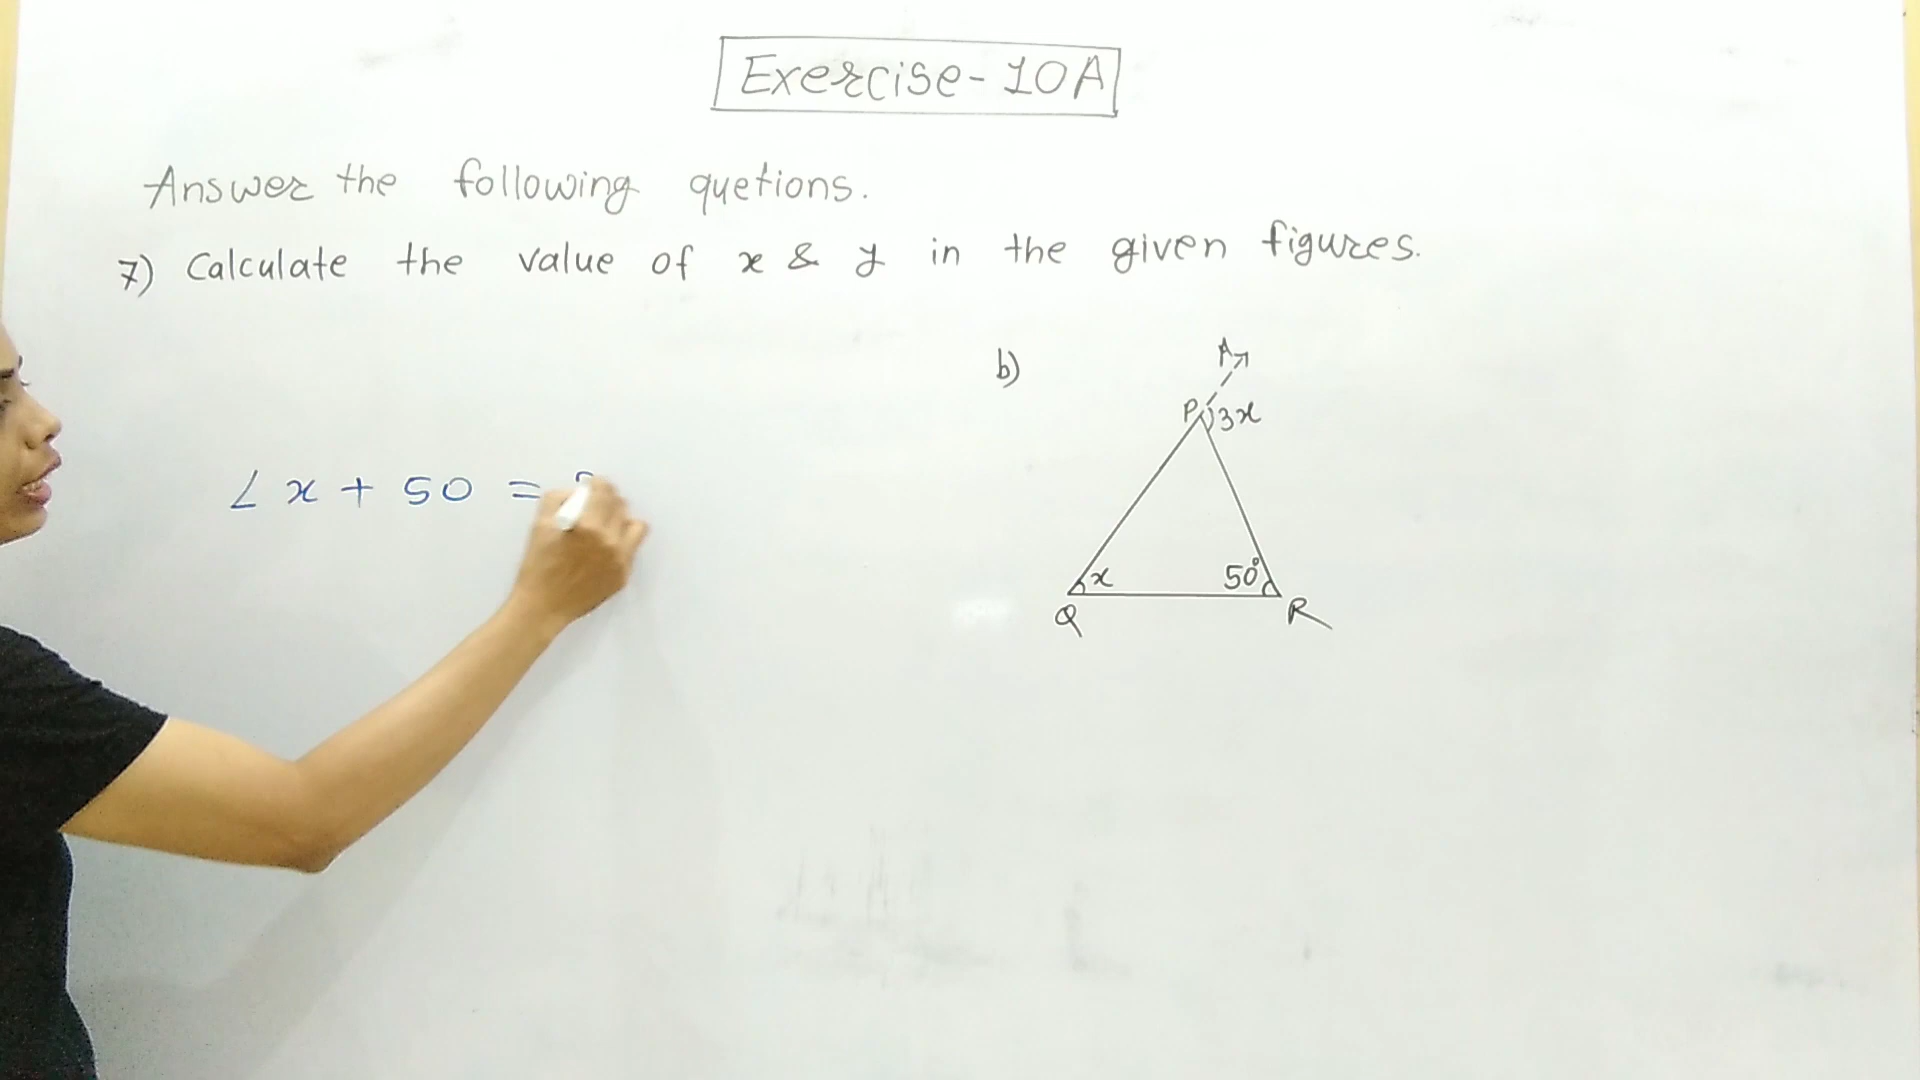 Exercise-10A
Answer the following quetions.
7) Calculate the value of x & y in the given figures.
b)
A
P 3x
∠x + 50 =
x 50°
Q R